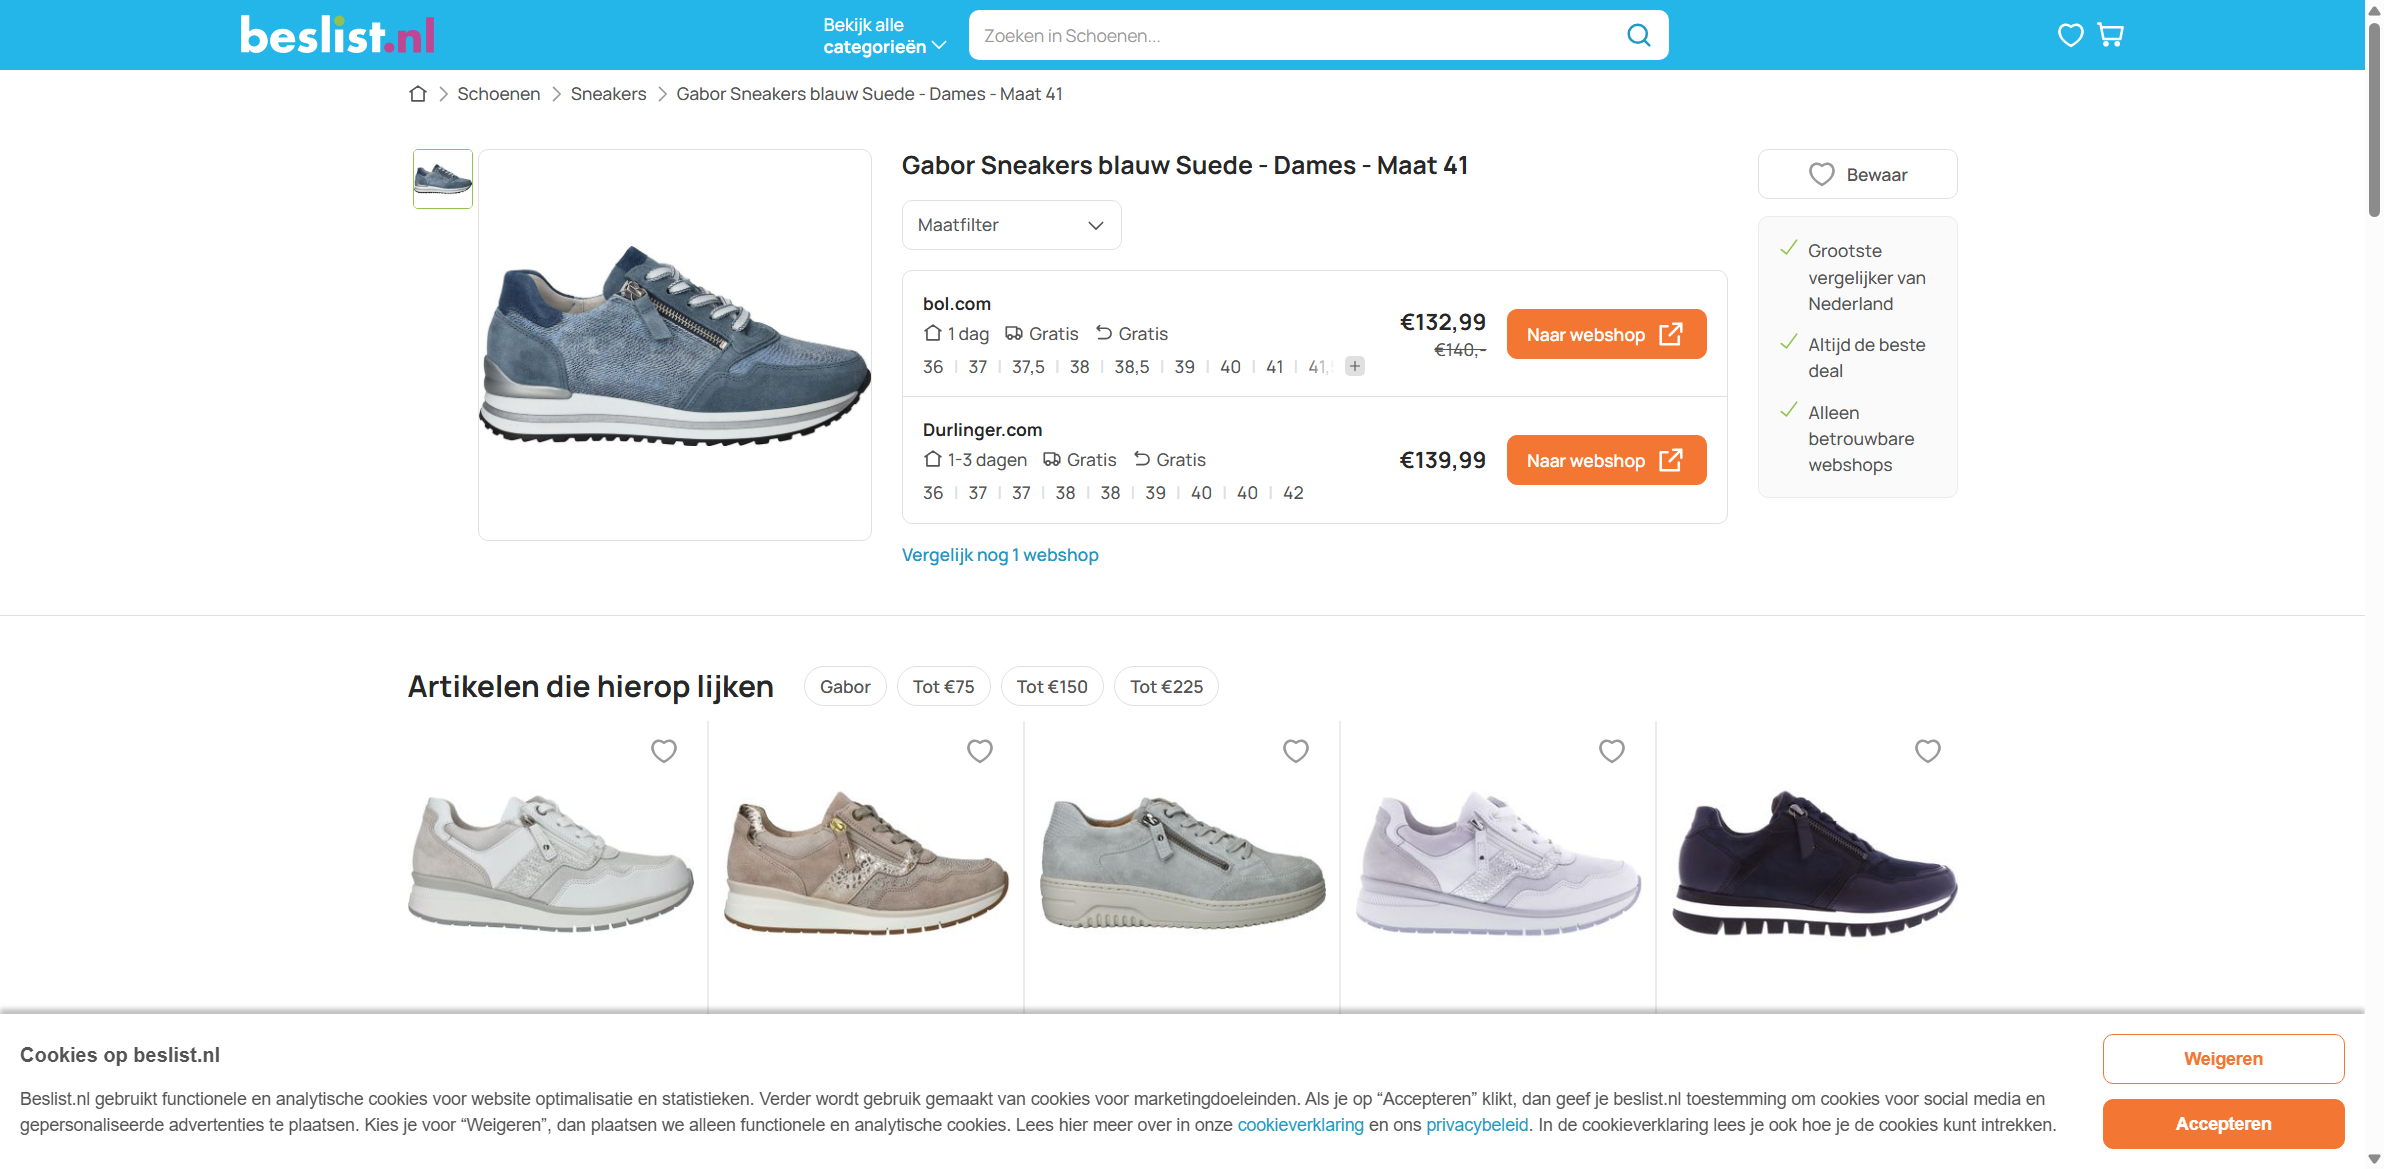 beslist.nl
Bekijk alle
categorieën
Zoeken in Schoenen...
Schoenen
Sneakers
Gabor Sneakers blauw Suede - Dames - Maat 41
Gabor Sneakers blauw Suede - Dames - Maat 41
Maatfilter
bol.com
1 dag Gratis Gratis
36 37 37,5 38 38,5 39 40 41 +
€132,99
€140,-
Naar webshop
Durlinger.com
1-3 dagen Gratis Gratis
36 37 37 38 38 39 40 40 42
€139,99
Naar webshop
Vergelijk nog 1 webshop
Bewaar
Grootste
vergelijker van
Nederland
Altijd de beste
deal
Alleen
betrouwbare
webshops
Artikelen die hierop lijken
Gabor
Tot €75
Tot €150
Tot €225
Cookies op beslist.nl
Beslist.nl gebruikt functionele en analytische cookies voor website optimalisatie en statistieken. Verder wordt gebruik gemaakt van cookies voor marketingdoeleinden. Als je op “Accepteren” klikt, dan geef je beslist.nl toestemming om cookies voor social media en
gepersonaliseerde advertenties te plaatsen. Kies je voor “Weigeren”, dan plaatsen we alleen functionele en analytische cookies. Lees hier meer over in onze cookieverklaring en ons privacybeleid. In de cookieverklaring lees je ook hoe je de cookies kunt intrekken.
Weigeren
Accepteren